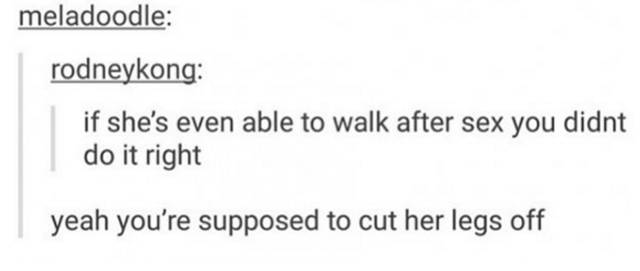 meladoodle:
rodneykong:
if she's even able to walk after sex you didnt
do it right
yeah you're supposed to cut her legs off